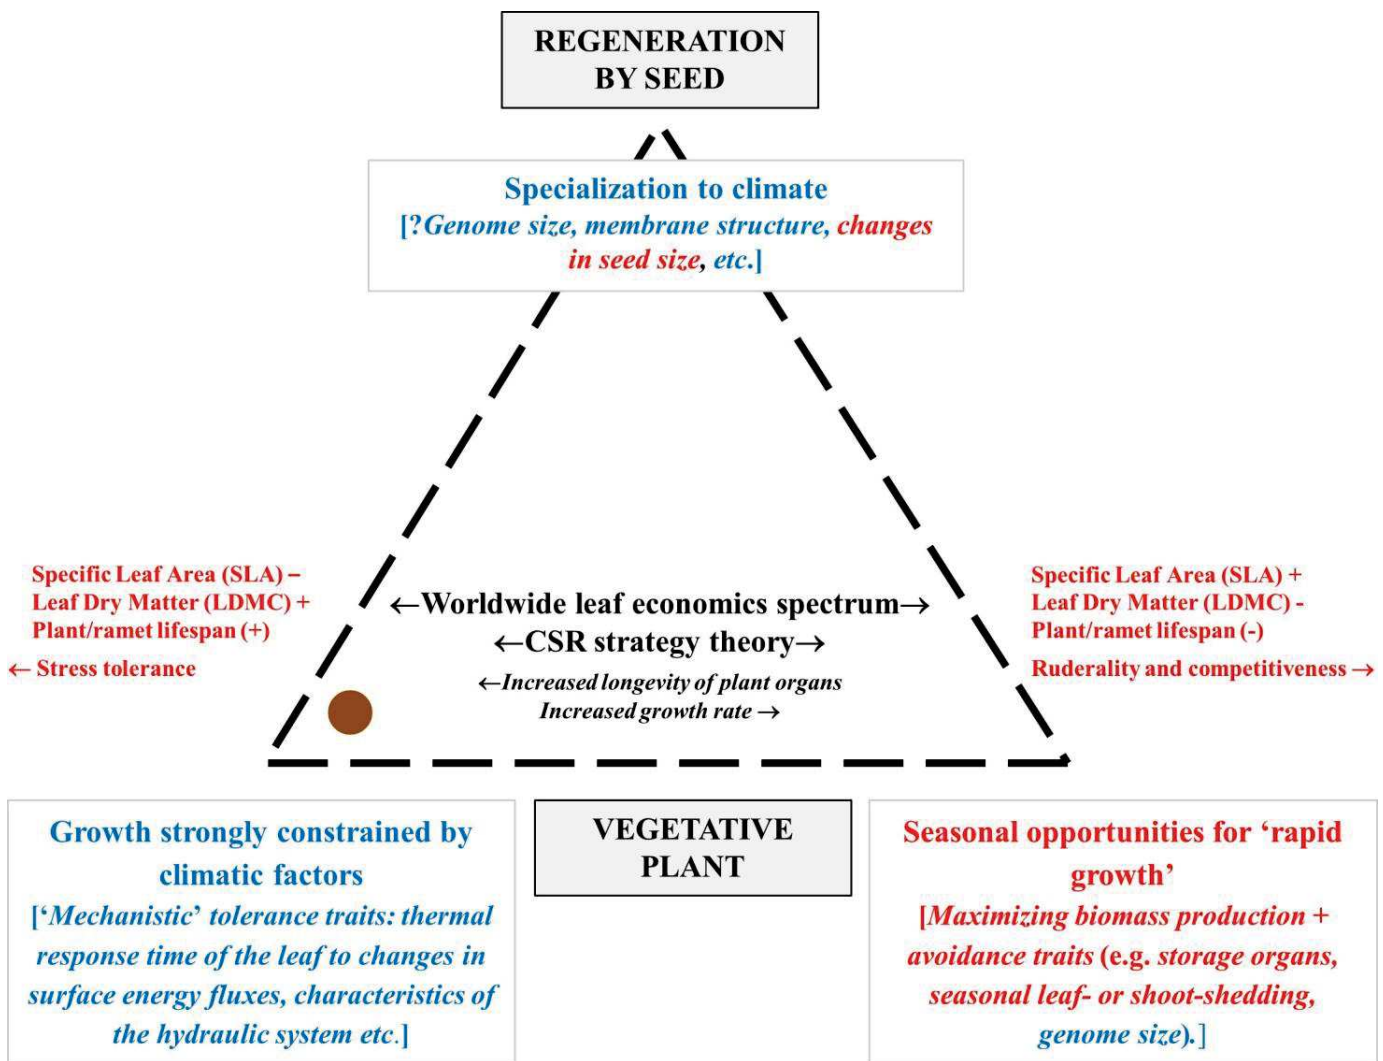 REGENERATION
BY SEED
Specialization to climate
[?Genome size, membrane structure, changes
in seed size, etc.]
Specific Leaf Area (SLA) –
Leaf Dry Matter (LDMC) +
Plant/ramet lifespan (+)
← Stress tolerance
←Worldwide leaf economics spectrum→
←CSR strategy theory→
←Increased longevity of plant organs
Increased growth rate →
Specific Leaf Area (SLA) +
Leaf Dry Matter (LDMC) -
Plant/ramet lifespan (-)
Ruderality and competitiveness →
Growth strongly constrained by
climatic factors
[‘Mechanistic’ tolerance traits: thermal
response time of the leaf to changes in
surface energy fluxes, characteristics of
the hydraulic system etc.]
VEGETATIVE
PLANT
Seasonal opportunities for ‘rapid
growth’
[Maximizing biomass production +
avoidance traits (e.g. storage organs,
seasonal leaf- or shoot-shedding,
genome size).]